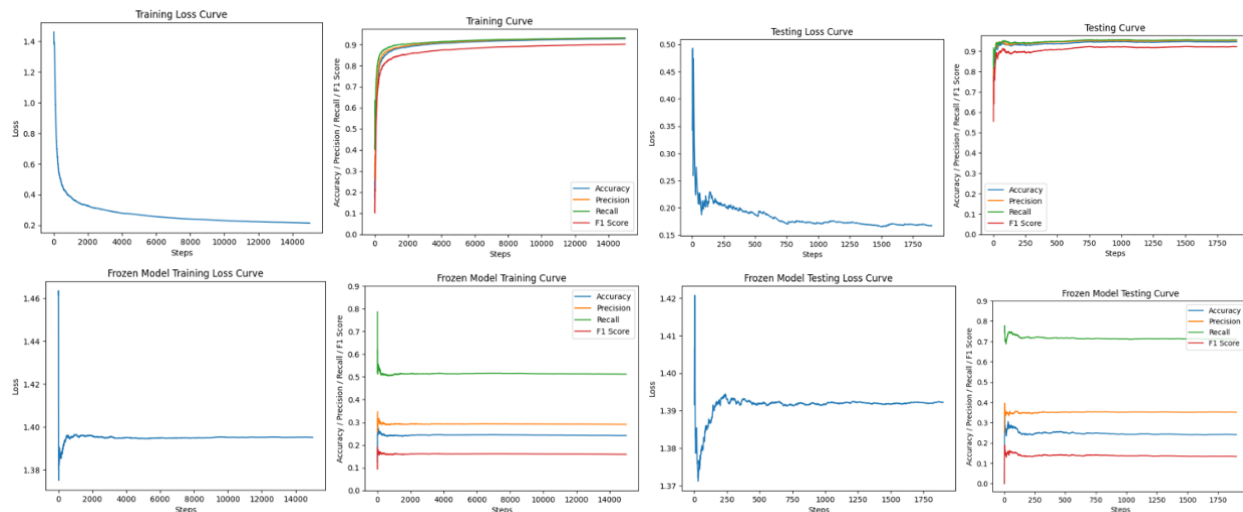 Training Loss Curve
1.4
1.2
1.0
0.8
0.6
0.4
0.2
Loss
0 2000 4000 6000 8000 10000 12000 14000
Steps
Training Curve
0.9
0.8
0.7
0.6
0.5
0.4
0.3
0.2
0.1
0.0
Accuracy / Precision / Recall / F1 Score
Accuracy
Precision
Recall
F1 Score
0 2000 4000 6000 8000 10000 12000 14000
Steps
Testing Loss Curve
0.50
0.45
0.40
0.35
0.30
0.25
0.20
0.15
Loss
0 250 500 750 1000 1250 1500 1750
Steps
Testing Curve
0.9
0.8
0.7
0.6
0.5
0.4
0.3
0.2
0.1
0.0
Accuracy / Precision / Recall / F1 Score
Accuracy
Precision
Recall
F1 Score
0 250 500 750 1000 1250 1500 1750
Steps
Frozen Model Training Loss Curve
1.46
1.44
1.42
1.40
1.38
Loss
0 2000 4000 6000 8000 10000 12000 14000
Steps
Frozen Model Training Curve
0.9
0.8
0.7
0.6
0.5
0.4
0.3
0.2
0.1
0.0
Accuracy / Precision / Recall / F1 Score
Accuracy
Precision
Recall
F1 Score
0 2000 4000 6000 8000 10000 12000 14000
Steps
Frozen Model Testing Loss Curve
1.42
1.41
1.40
1.39
1.38
1.37
Loss
0 250 500 750 1000 1250 1500 1750
Steps
Frozen Model Testing Curve
0.9
0.8
0.7
0.6
0.5
0.4
0.3
0.2
0.1
0.0
Accuracy / Precision / Recall / F1 Score
Accuracy
Precision
Recall
F1 Score
0 250 500 750 1000 1250 1500 1750
Steps